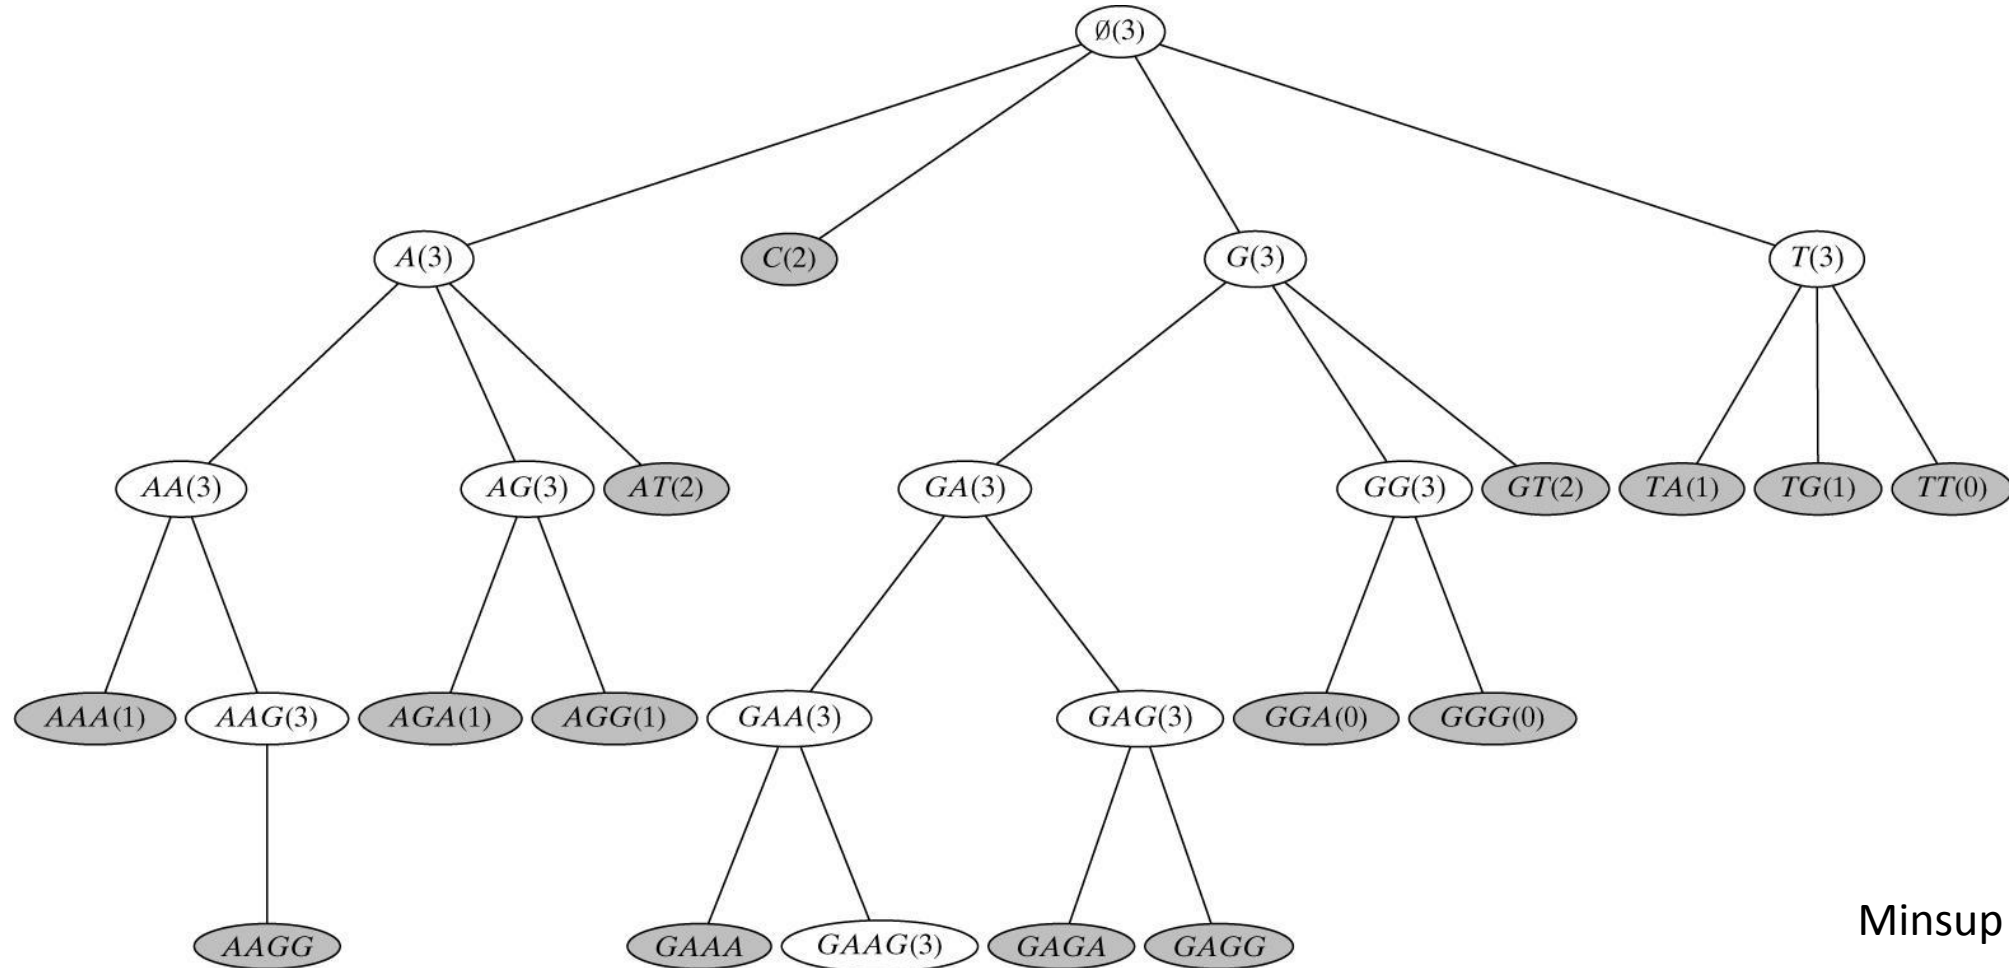 ∅(3)
A(3)
C(2)
G(3)
T(3)
AA(3)
AG(3)
AT(2)
GA(3)
GG(3)
GT(2)
TA(1)
TG(1)
TT(0)
AAA(1)
AAG(3)
AGA(1)
AGG(1)
GAA(3)
GAG(3)
GGA(0)
GGG(0)
AAGG
GAAA
GAAG(3)
GAGA
GAGG
Minsup